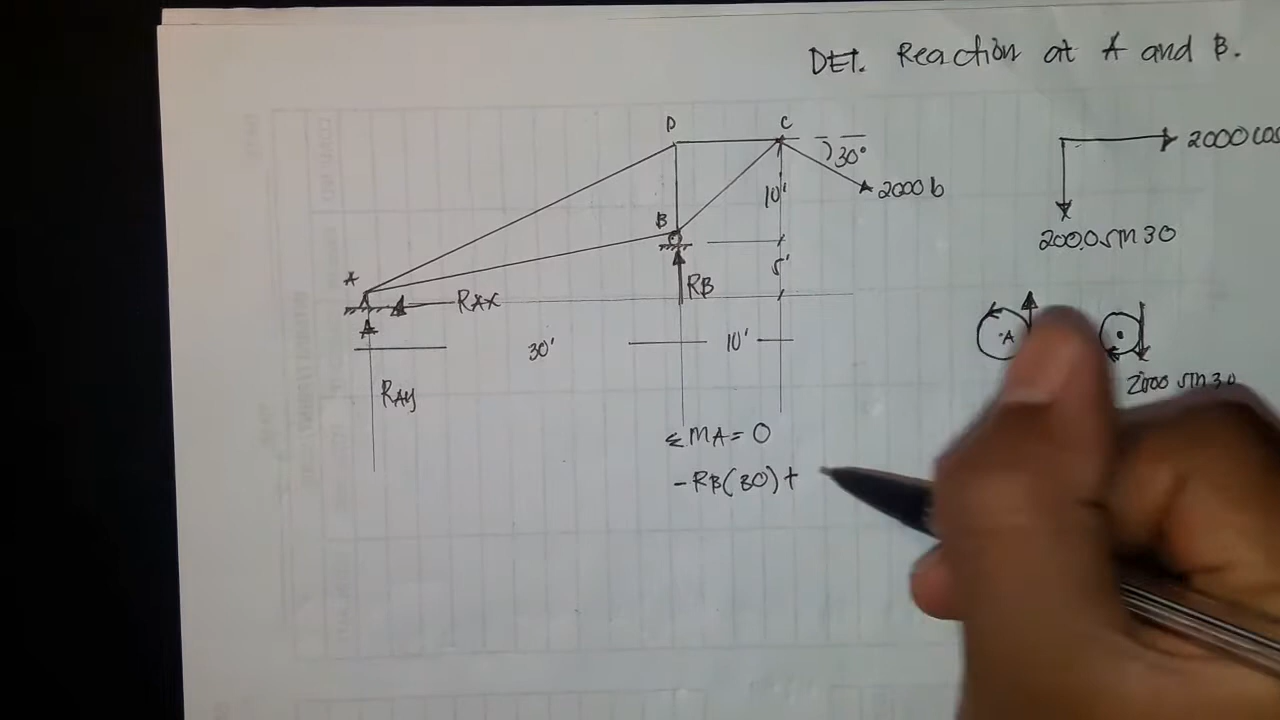 DET. Reaction at A and B.
D C
30°
2000 cos
10'
2000 lb
B
2000 sin 30
5'
A
RB
RAX
A
30'
10'
2000 sin 30
RAY
ΣMA = 0
-RB(30) +